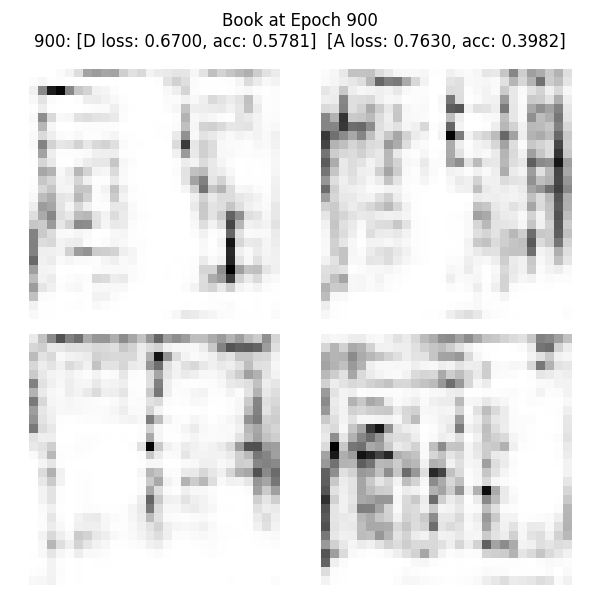 Book at Epoch 900
900: [D loss: 0.6700, acc: 0.5781]  [A loss: 0.7630, acc: 0.3982]